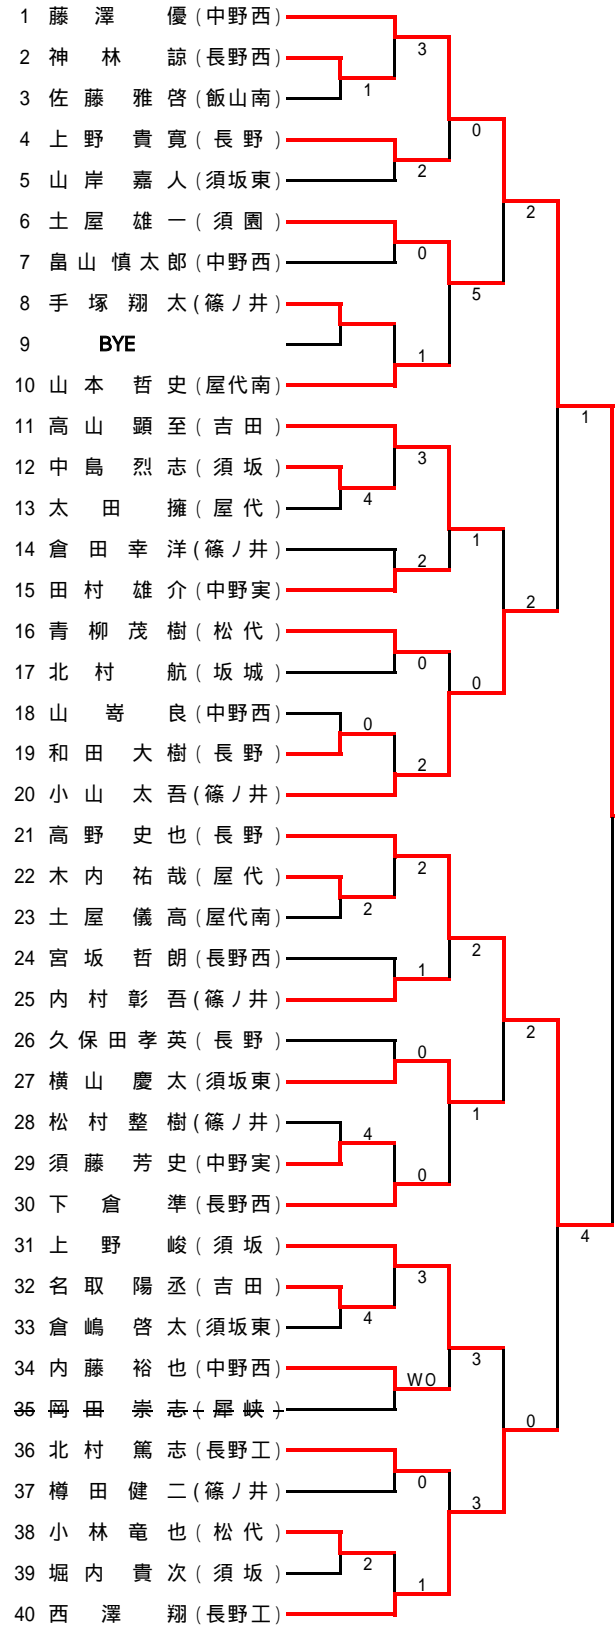 1 藤澤 優 (中野西)
3
2 神林 諒 (長野西)
1
3 佐藤 雅啓 (飯山南)
0
4 上野 貴寛 (長野)
2
5 山岸 嘉人 (須坂東)
2
6 土屋 雄一 (須園)
0
7 畠山慎太郎 (中野西)
5
8 手塚 翔太 (篠ノ井)
9 BYE
1
10 山本 哲史 (屋代南)
1
11 高山 顕至 (吉田)
3
12 中島 烈志 (須坂)
4
13 太田 擁 (屋代)
1
14 倉田 幸洋 (篠ノ井)
2
15 田村 雄介 (中野実)
2
16 青柳 茂樹 (松代)
0
17 北村 航 (坂城)
0
18 山嵜 良 (中野西)
0
19 和田 大樹 (長野)
2
20 小山 太吾 (篠ノ井)
21 高野 史也 (長野)
2
22 木内 祐哉 (屋代)
2
23 土屋 儀高 (屋代南)
2
24 宮坂 哲朗 (長野西)
1
25 内村 彰吾 (篠ノ井)
2
26 久保田孝英 (長野)
0
27 横山 慶太 (須坂東)
1
28 松村 整樹 (篠ノ井)
4
29 須藤 芳史 (中野実)
0
30 下倉 準 (長野西)
4
31 上野 峻 (須坂)
3
32 名取 陽丞 (吉田)
4
33 倉嶋 啓太 (須坂東)
3
34 内藤 裕也 (中野西)
WO
35 岡田 崇志 (犀峡)
0
36 北村 篤志 (長野工)
0
37 樽田 健二 (篠ノ井)
3
38 小林 竜也 (松代)
2
39 堀内 貴次 (須坂)
1
40 西澤 翔 (長野工)